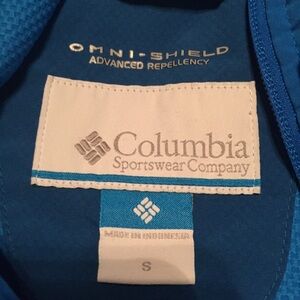 OMNI-SHIELD
ADVANCED REPELLENCY
Columbia
Sportswear Company
MADE IN INDONESIA
S